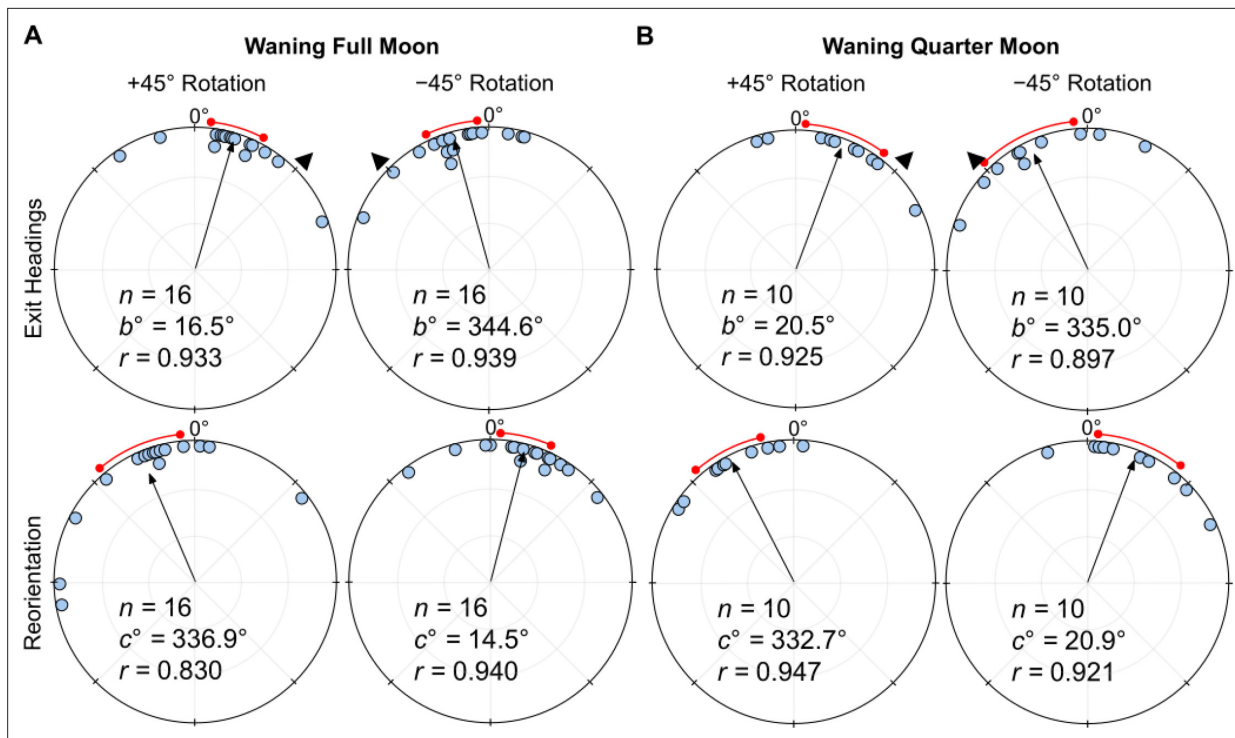 A
Waning Full Moon
B
Waning Quarter Moon
+45° Rotation
−45° Rotation
+45° Rotation
−45° Rotation
Exit Headings
0°
n = 16
b° = 16.5°
r = 0.933
0°
n = 16
b° = 344.6°
r = 0.939
0°
n = 10
b° = 20.5°
r = 0.925
0°
n = 10
b° = 335.0°
r = 0.897
Reorientation
0°
n = 16
c° = 336.9°
r = 0.830
0°
n = 16
c° = 14.5°
r = 0.940
0°
n = 10
c° = 332.7°
r = 0.947
0°
n = 10
c° = 20.9°
r = 0.921